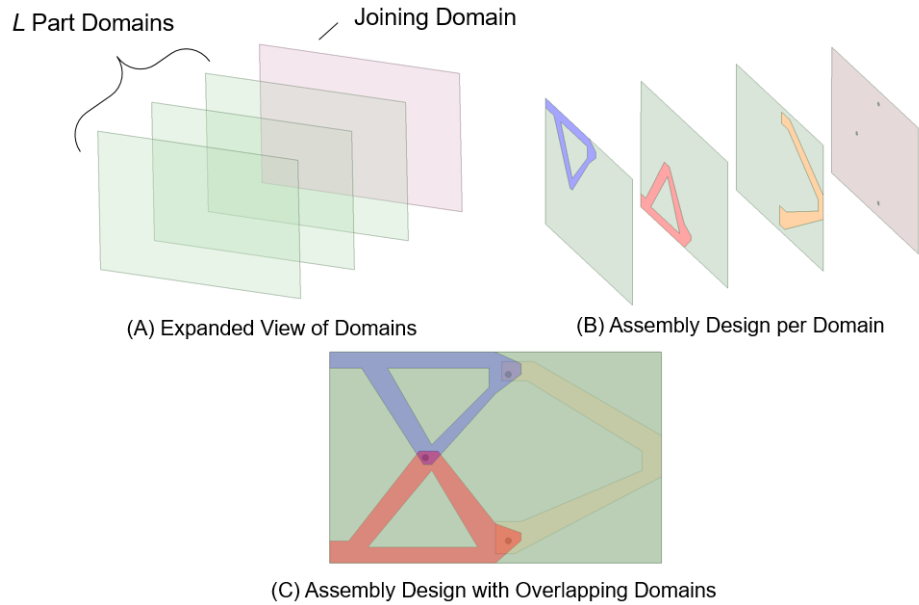 L Part Domains
Joining Domain
(A) Expanded View of Domains
(B) Assembly Design per Domain
(C) Assembly Design with Overlapping Domains